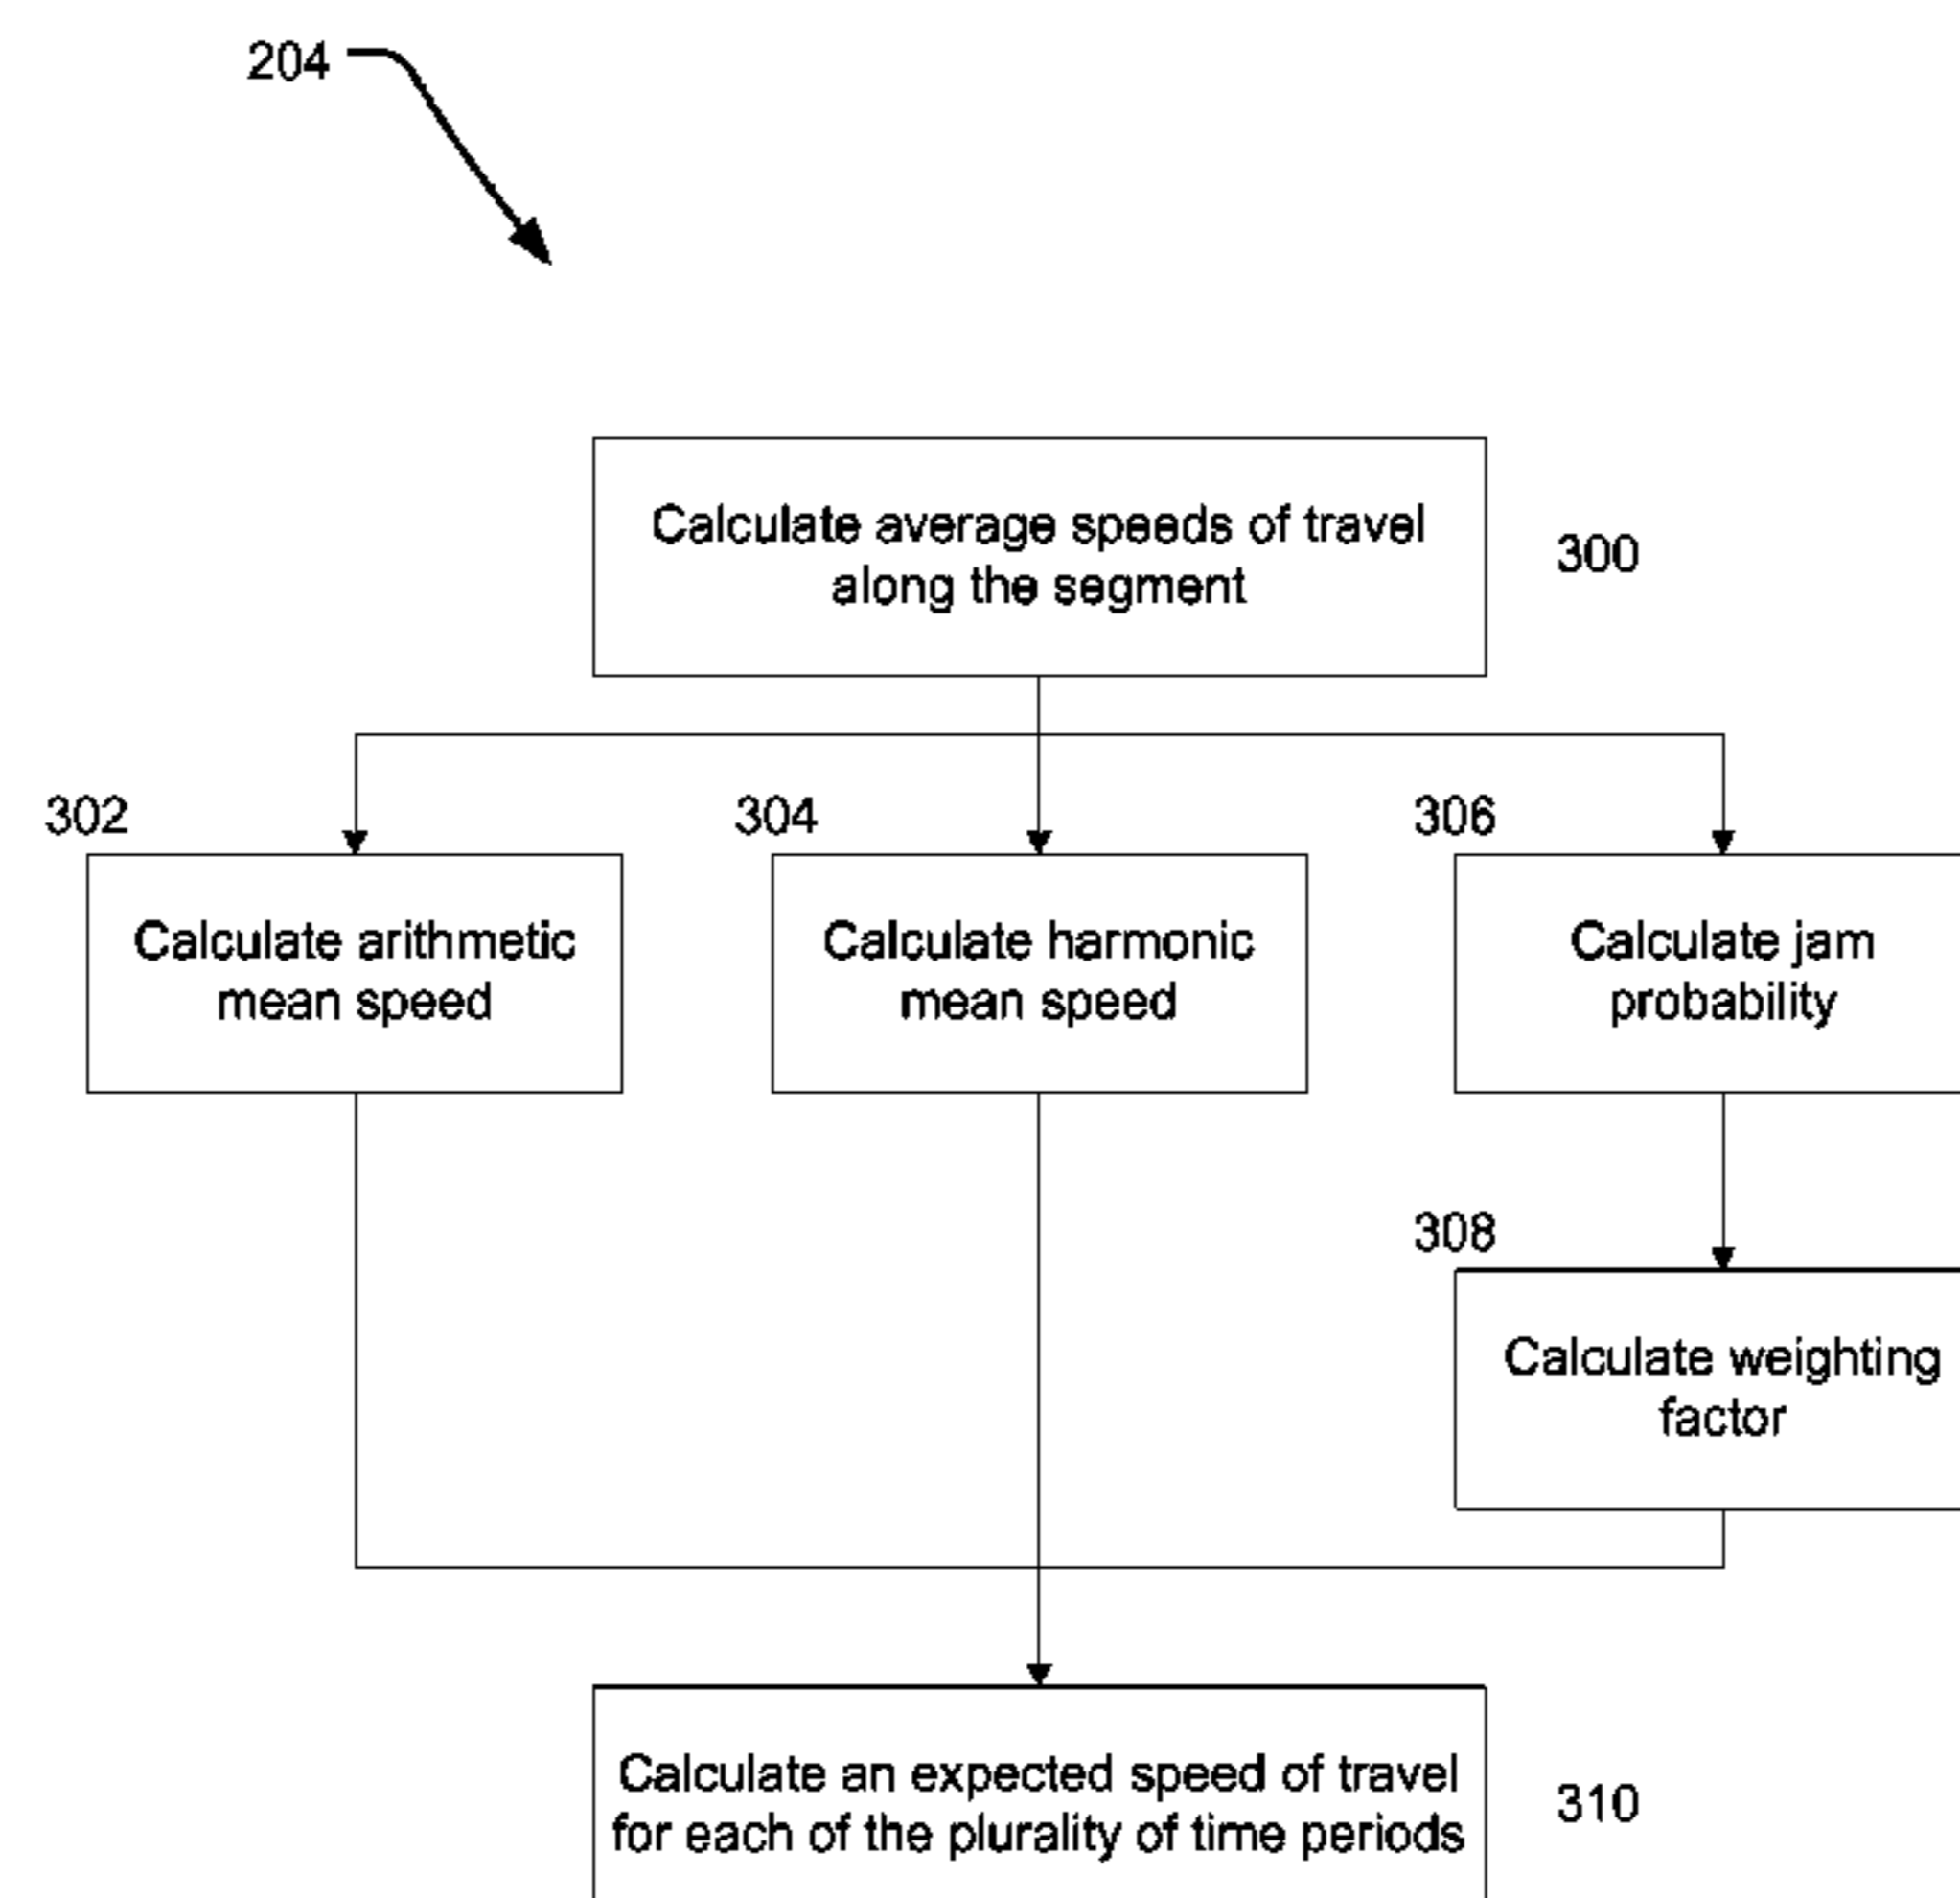 204
Calculate average speeds of travel
along the segment
300
302
304
306
Calculate arithmetic
mean speed
Calculate harmonic
mean speed
Calculate jam
probability
308
Calculate weighting
factor
Calculate an expected speed of travel
for each of the plurality of time periods
310